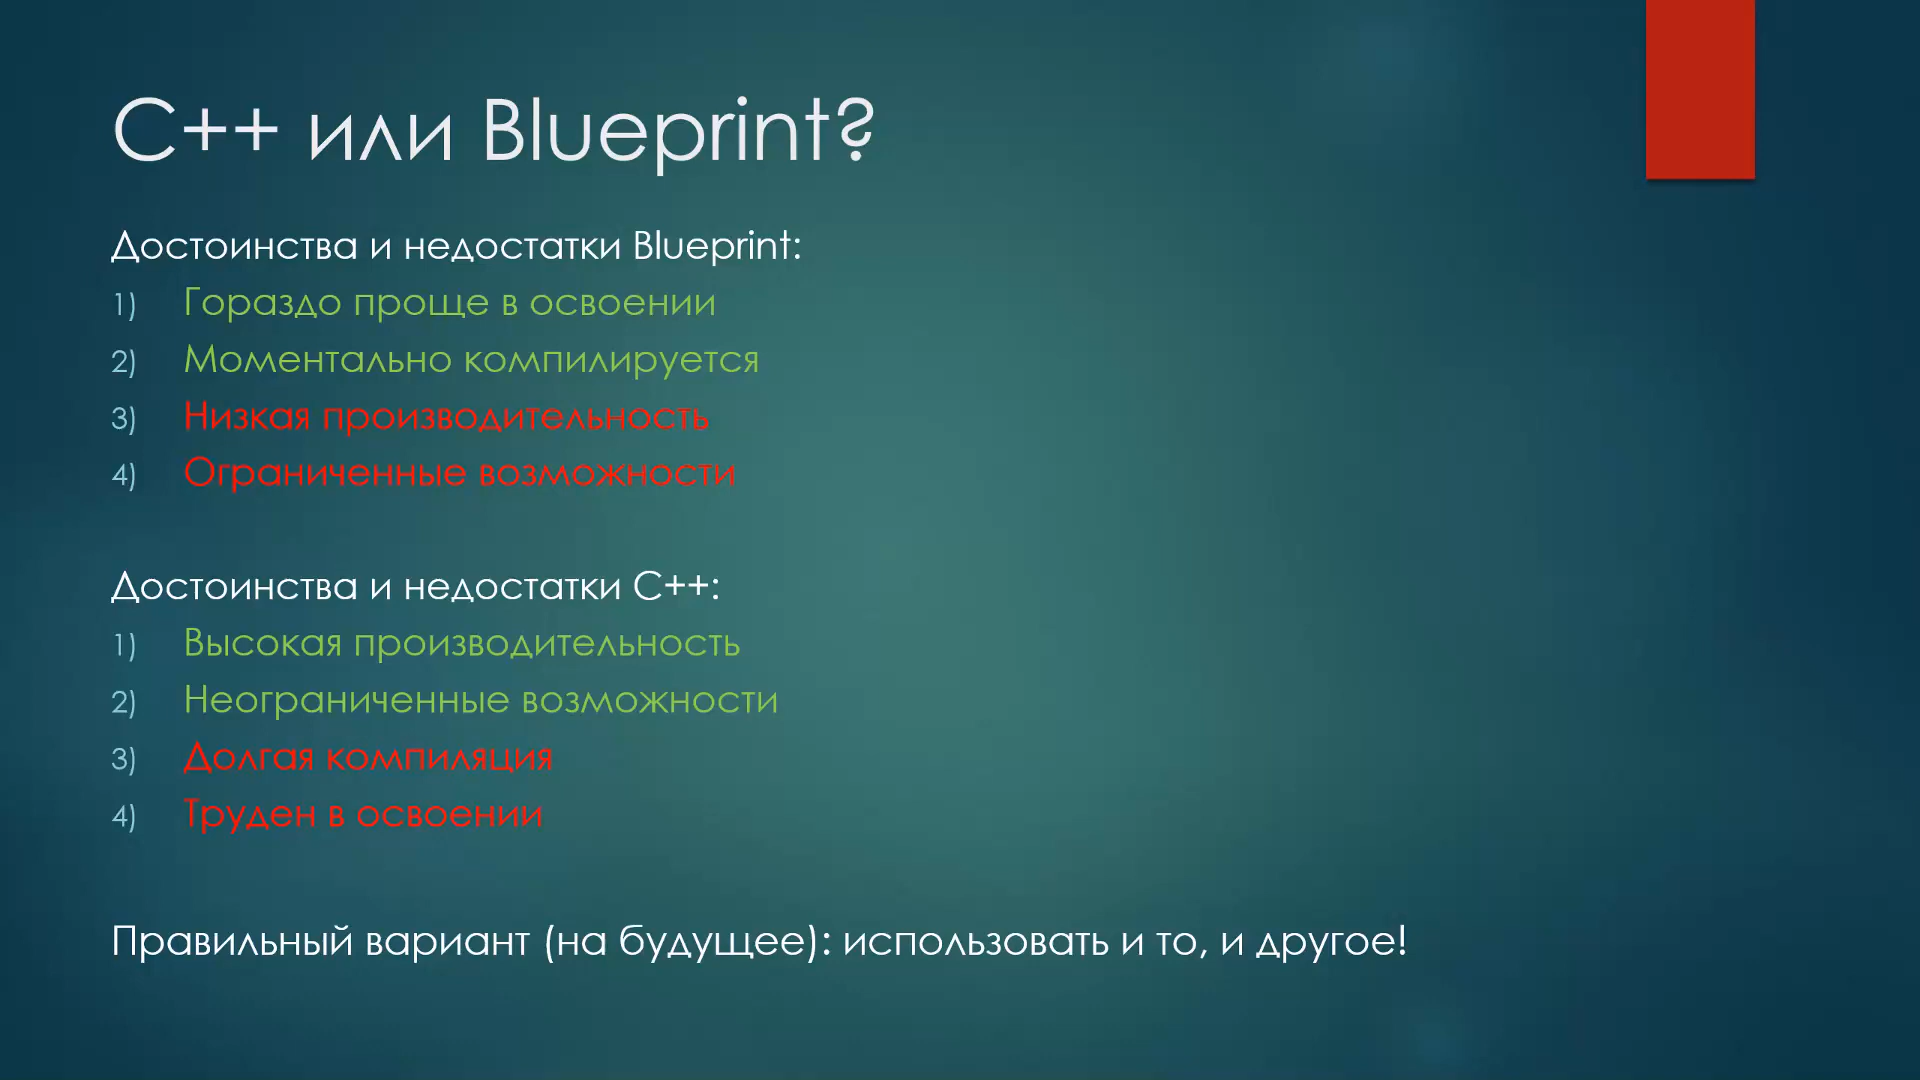 C++ или Blueprint?
Достоинства и недостатки Blueprint:
1) Гораздо проще в освоении
2) Моментально компилируется
3) Низкая производительность
4) Ограниченные возможности
Достоинства и недостатки C++:
1) Высокая производительность
2) Неограниченные возможности
3) Долгая компиляция
4) Труден в освоении
Правильный вариант (на будущее): использовать и то, и другое!